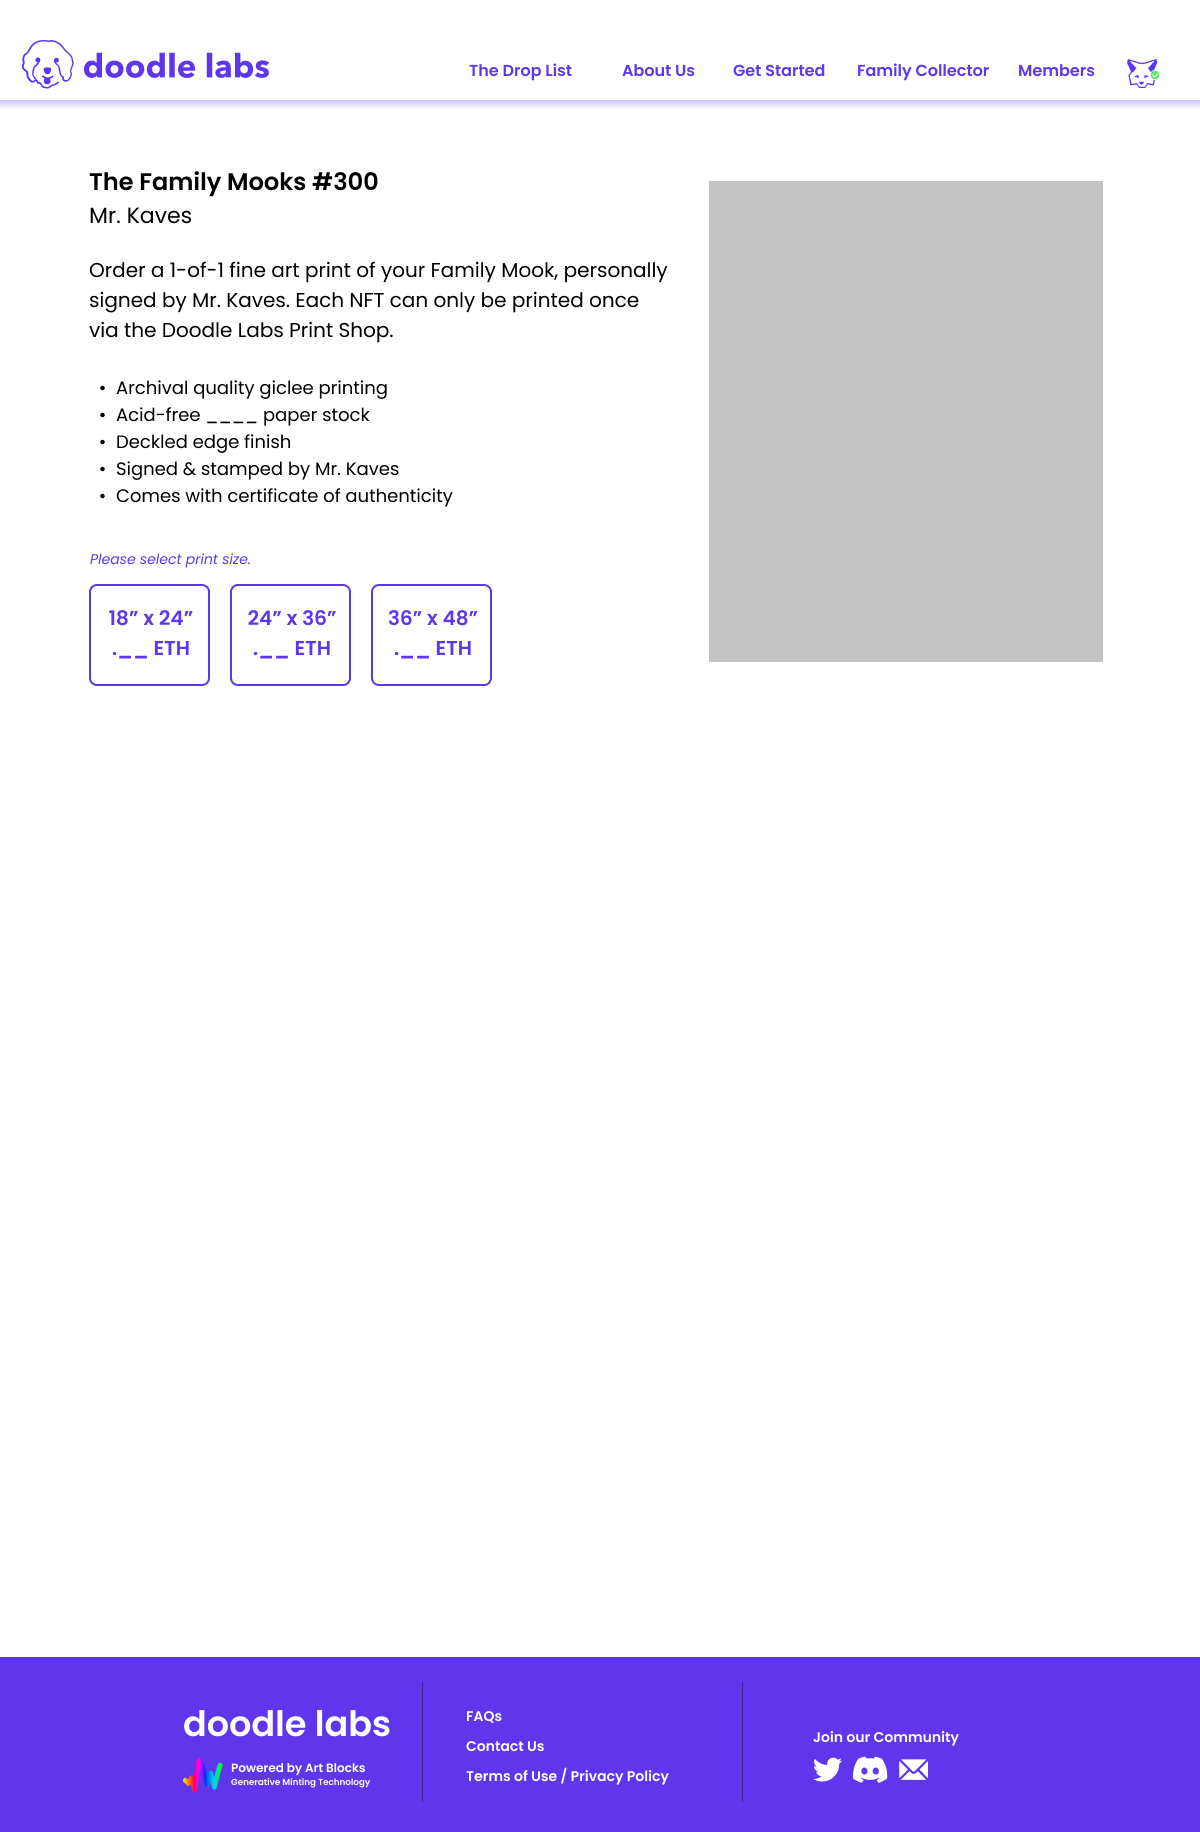 doodle labs
The Drop List
About Us
Get Started
Family Collector
Members
The Family Mooks #300
Mr. Kaves
Order a 1-of-1 fine art print of your Family Mook, personally
signed by Mr. Kaves. Each NFT can only be printed once
via the Doodle Labs Print Shop.
• Archival quality giclee printing
• Acid-free ____ paper stock
• Deckled edge finish
• Signed & stamped by Mr. Kaves
• Comes with certificate of authenticity
Please select print size.
18” x 24”
.__ ETH
24” x 36”
.__ ETH
36” x 48”
.__ ETH
doodle labs
Powered by Art Blocks
Generative Minting Technology
FAQs
Contact Us
Terms of Use / Privacy Policy
Join our Community